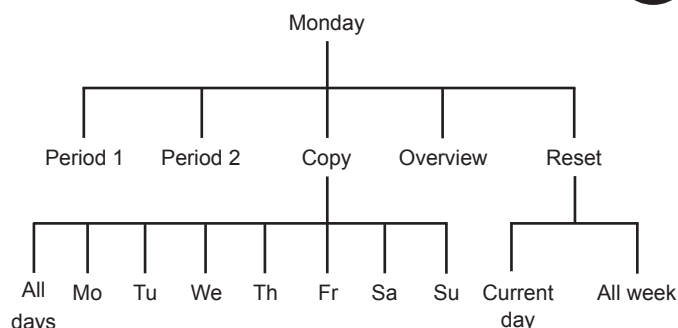 Monday
Period 1 Period 2 Copy Overview Reset
All Mo Tu We Th Fr Sa Su Current All week
days day